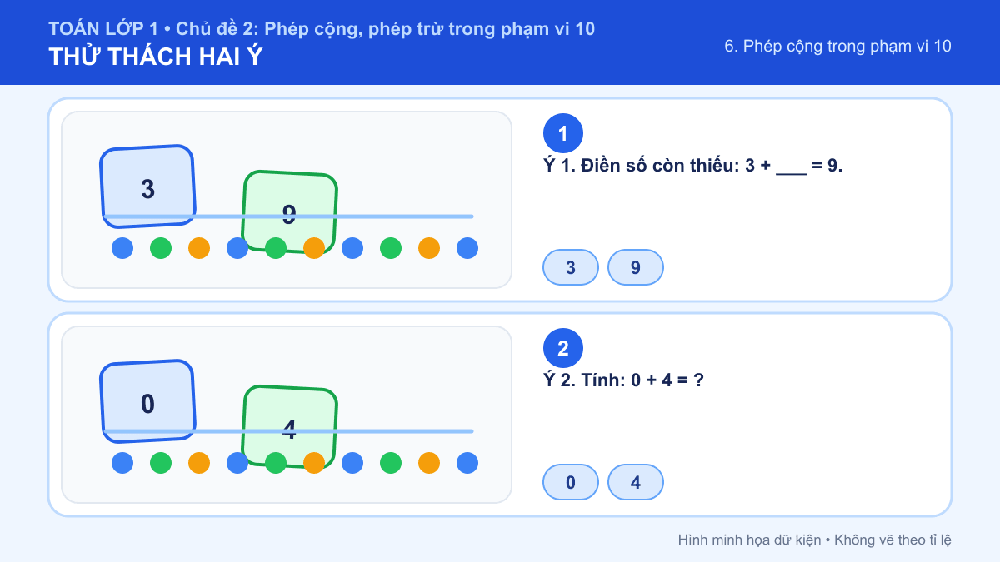 TOÁN LỚP 1 • Chủ đề 2: Phép cộng, phép trừ trong phạm vi 10
THỬ THÁCH HAI Ý
6. Phép cộng trong phạm vi 10
3
9
1
Ý 1. Điền số còn thiếu: 3 + ___ = 9.
3
9
0
4
2
Ý 2. Tính: 0 + 4 = ?
0
4
Hình minh họa dữ kiện • Không vẽ theo tỉ lệ